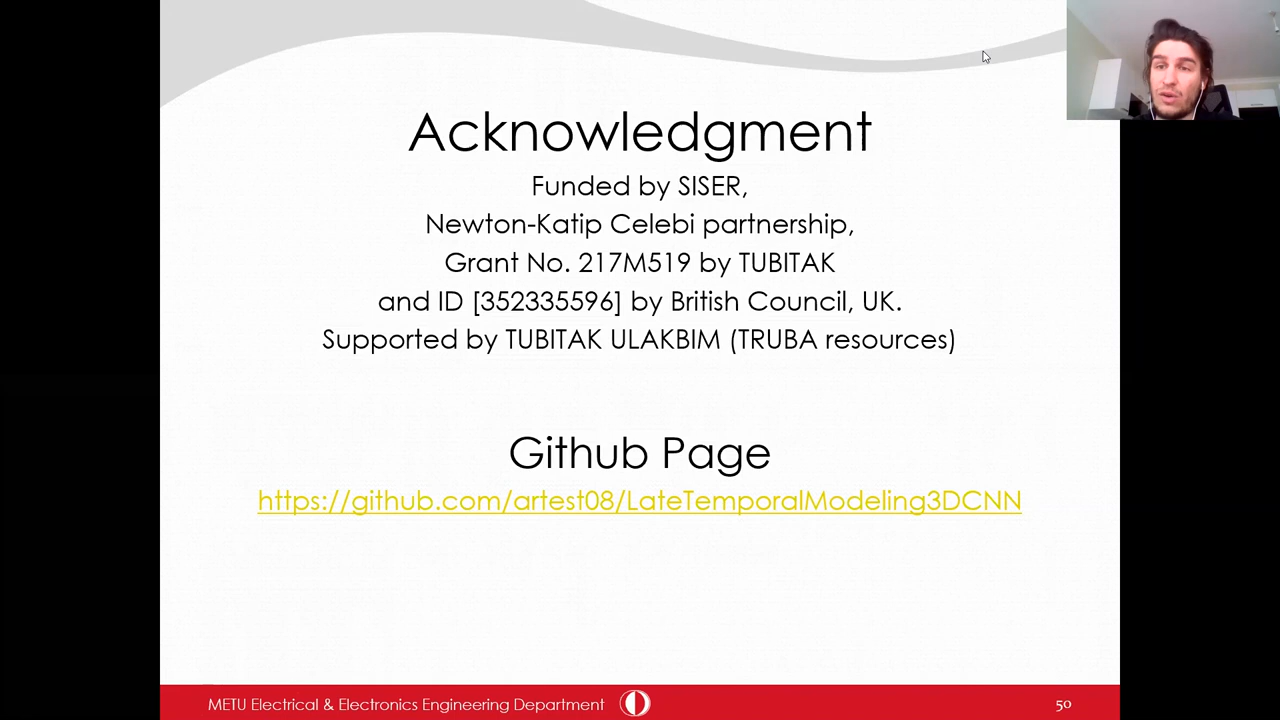 Acknowledgment
Funded by SISER,
Newton-Katip Celebi partnership,
Grant No. 217M519 by TUBITAK
and ID [352335596] by British Council, UK.
Supported by TUBITAK ULAKBIM (TRUBA resources)
Github Page
https://github.com/artest08/LateTemporalModeling3DCNN
METU Electrical & Electronics Engineering Department
50